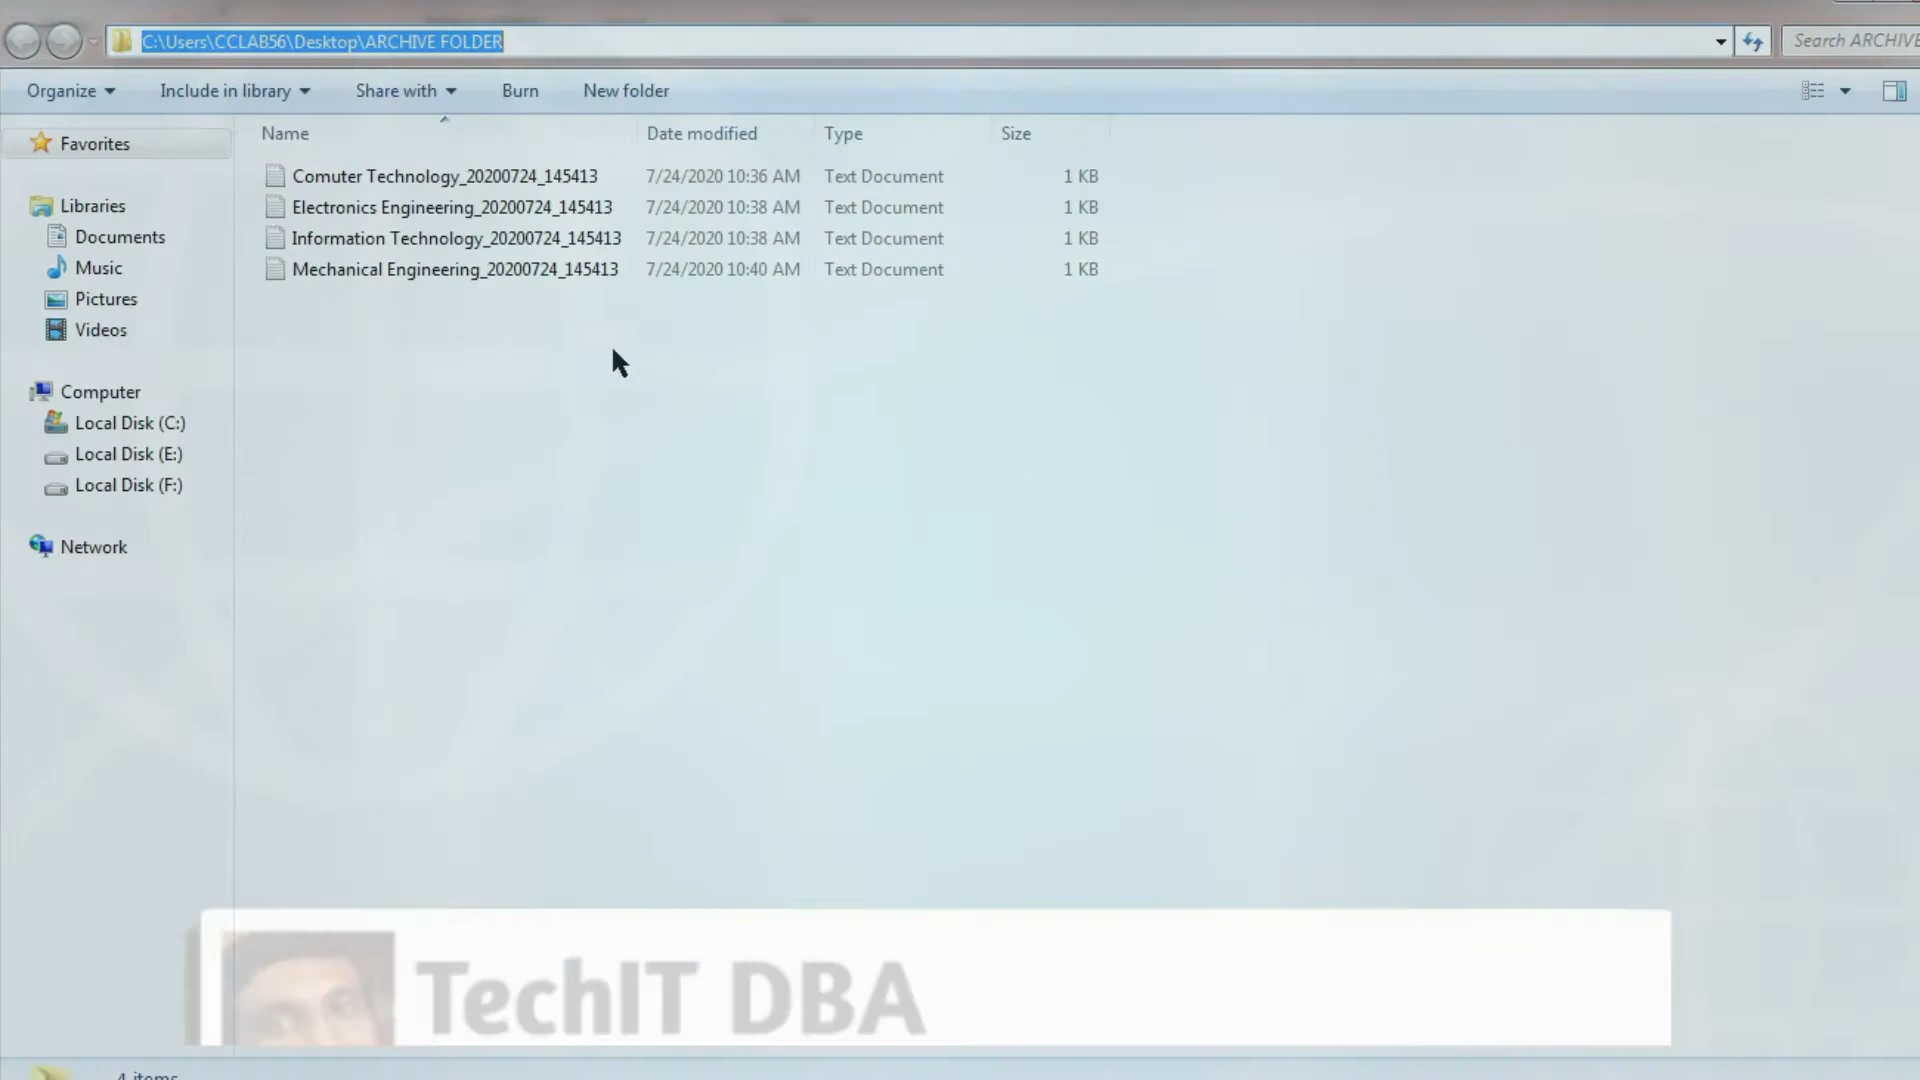 C:\Users\CCLAB56\Desktop\ARCHIVE FOLDER
Search ARCHIVE
Organize
Include in library
Share with
Burn
New folder
Name
Date modified
Type
Size
Favorites
Libraries
Documents
Music
Pictures
Videos
Computer
Local Disk (C:)
Local Disk (E:)
Local Disk (F:)
Network
Comuter Technology_20200724_145413 7/24/2020 10:36 AM Text Document 1 KB
Electronics Engineering_20200724_145413 7/24/2020 10:38 AM Text Document 1 KB
Information Technology_20200724_145413 7/24/2020 10:38 AM Text Document 1 KB
Mechanical Engineering_20200724_145413 7/24/2020 10:40 AM Text Document 1 KB
TechIT DBA
4 items